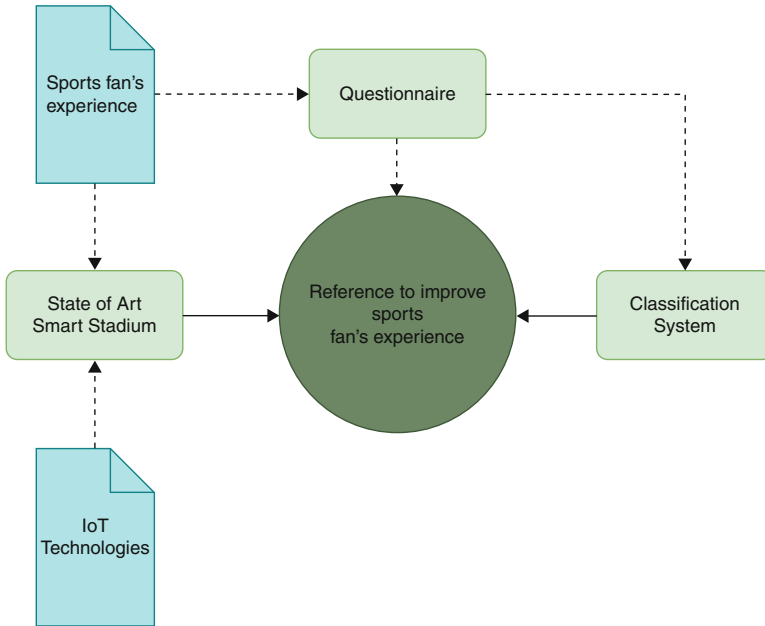 Sports fan's
experience
Questionnaire
State of Art
Smart Stadium
Reference to improve
sports
fan's experience
Classification
System
IoT
Technologies